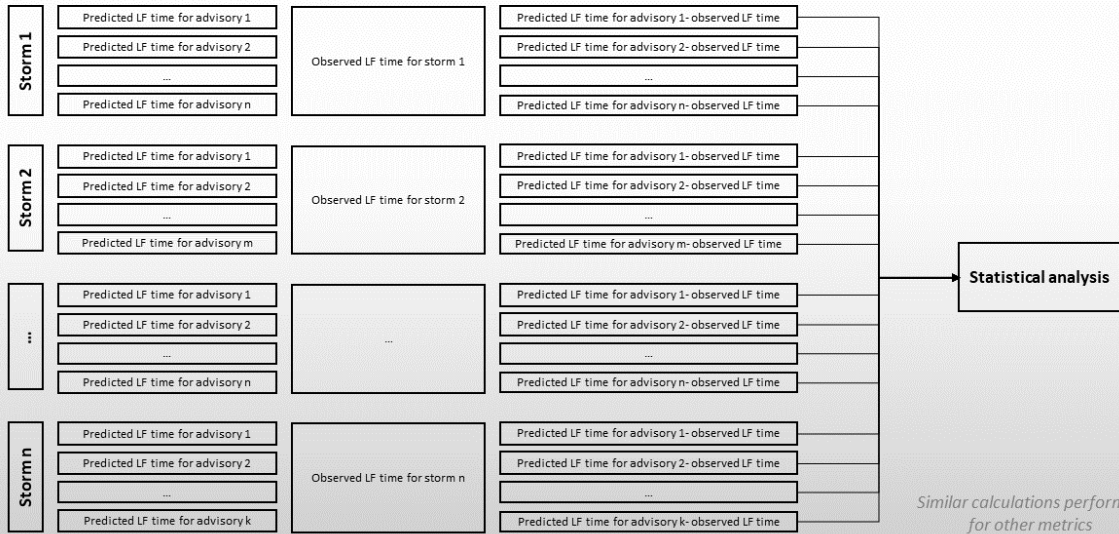 Storm 1
Predicted LF time for advisory 1
Predicted LF time for advisory 2
...
Predicted LF time for advisory n
Observed LF time for storm 1
Predicted LF time for advisory 1- observed LF time
Predicted LF time for advisory 2- observed LF time
...
Predicted LF time for advisory n- observed LF time
Storm 2
Predicted LF time for advisory 1
Predicted LF time for advisory 2
...
Predicted LF time for advisory m
Observed LF time for storm 2
Predicted LF time for advisory 1- observed LF time
Predicted LF time for advisory 2- observed LF time
...
Predicted LF time for advisory m- observed LF time
...
Predicted LF time for advisory 1
Predicted LF time for advisory 2
...
Predicted LF time for advisory n
...
Predicted LF time for advisory 1- observed LF time
Predicted LF time for advisory 2- observed LF time
...
Predicted LF time for advisory n- observed LF time
Storm n
Predicted LF time for advisory 1
Predicted LF time for advisory 2
...
Predicted LF time for advisory k
Observed LF time for storm n
Predicted LF time for advisory 1- observed LF time
Predicted LF time for advisory 2- observed LF time
...
Predicted LF time for advisory k- observed LF time
Statistical analysis
Similar calculations perform
for other metrics